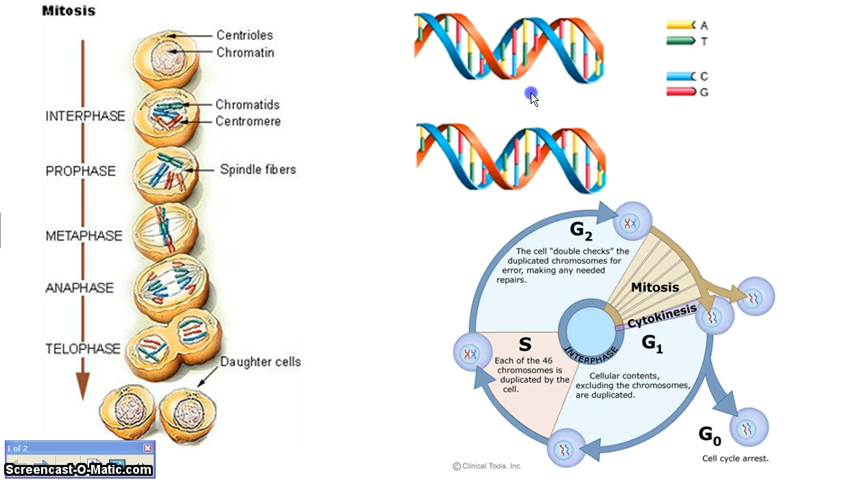 Mitosis
Centrioles
Chromatin
Chromatids
INTERPHASE
Centromere
PROPHASE
Spindle fibers
METAPHASE
ANAPHASE
TELOPHASE
Daughter cells
1 of 2
Screencast-O-Matic.com
A
T
C
G
G2
The cell "double checks" the
duplicated chromosomes for
error, making any needed
repairs.
Mitosis
Cytokinesis
INTERPHASE
S
Each of the 46
chromosomes is
duplicated by the
cell.
G1
Cellular contents,
excluding the chromosomes,
are duplicated.
G0
Cell cycle arrest.
© Clinical Tools, Inc.